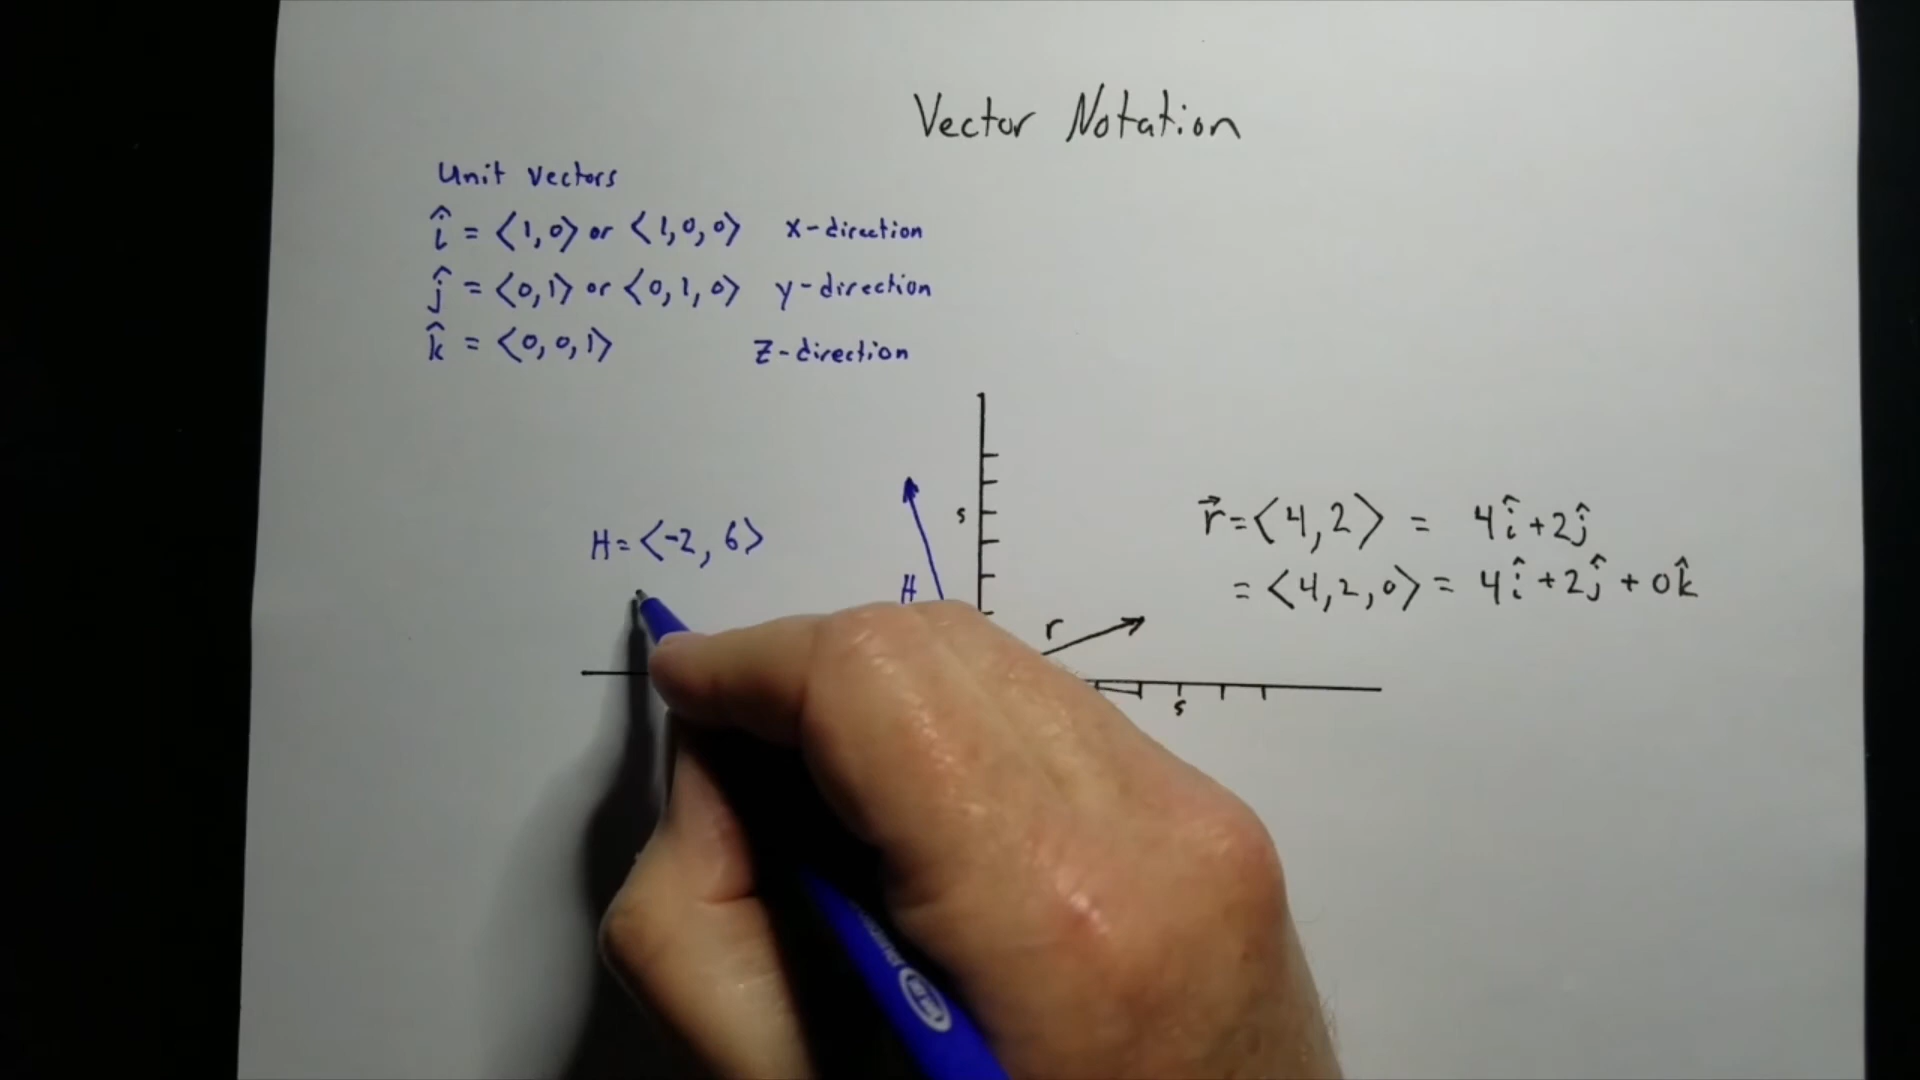 Vector Notation
Unit Vectors
î = ⟨1,0⟩ or ⟨1,0,0⟩ x-direction
ĵ = ⟨0,1⟩ or ⟨0,1,0⟩ y-direction
k̂ = ⟨0,0,1⟩ z-direction
5
H
H = ⟨-2, 6⟩
r⃗ = ⟨4,2⟩ = 4î + 2ĵ
= ⟨4,2,0⟩ = 4î + 2ĵ + 0k̂
r
5